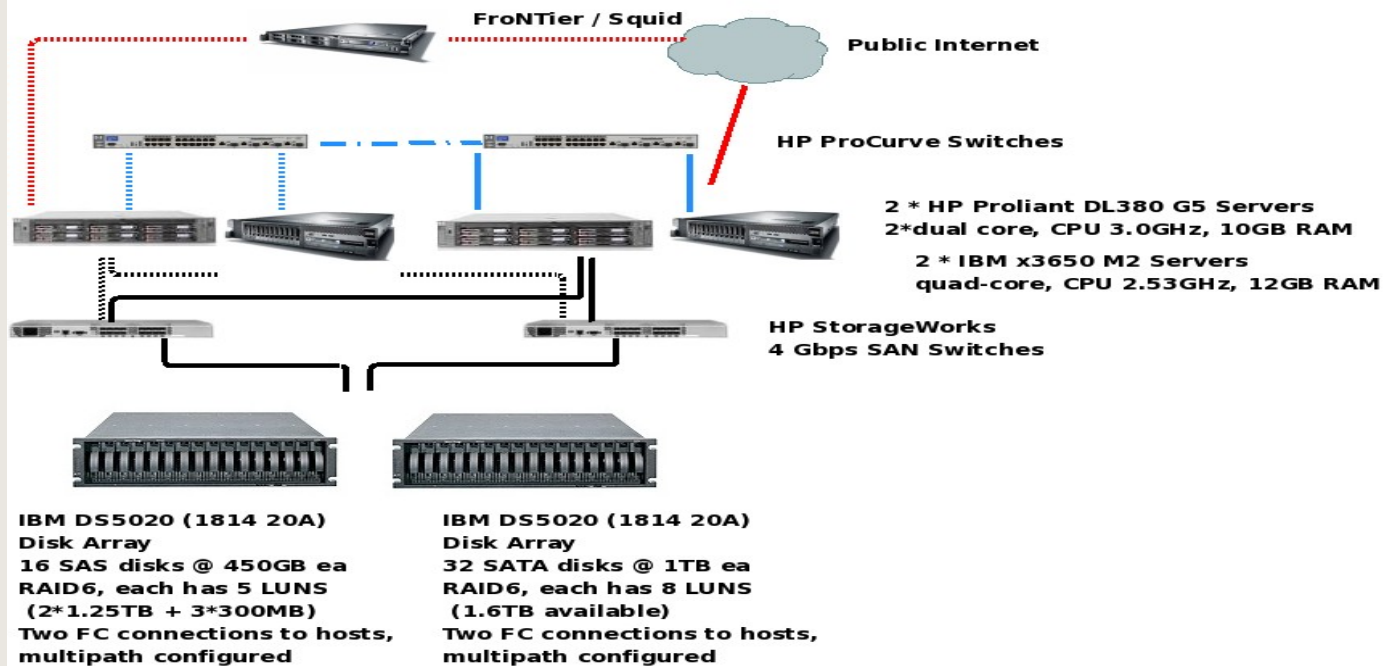 FroNTier / Squid
Public Internet
HP ProCurve Switches
2 * HP Proliant DL380 G5 Servers
2*dual core, CPU 3.0GHz, 10GB RAM
2 * IBM x3650 M2 Servers
quad-core, CPU 2.53GHz, 12GB RAM
HP StorageWorks
4 Gbps SAN Switches
IBM DS5020 (1814 20A)
Disk Array
16 SAS disks @ 450GB ea
RAID6, each has 5 LUNS
(2*1.25TB + 3*300MB)
Two FC connections to hosts,
multipath configured
IBM DS5020 (1814 20A)
Disk Array
32 SATA disks @ 1TB ea
RAID6, each has 8 LUNS
(1.6TB available)
Two FC connections to hosts,
multipath configured